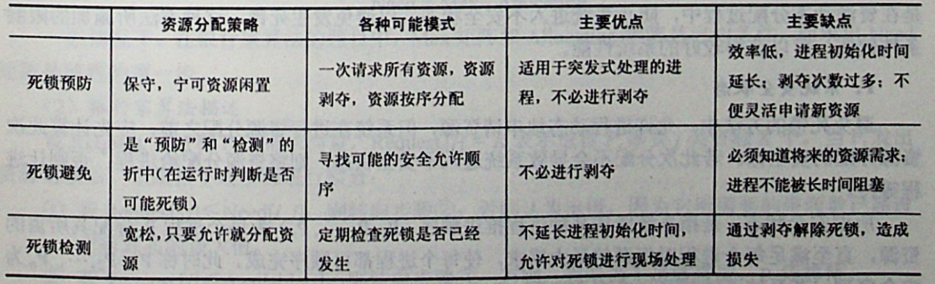 资源分配策略 各种可能模式 主要优点 主要缺点
死锁预防
保守，宁可资源闲置
一次请求所有资源，资源
剥夺，资源按序分配
适用于突发式处理的进
程，不必进行剥夺
效率低，进程初始化时间
延长；剥夺次数过多；不
便灵活申请新资源
死锁避免
是“预防”和“检测”的
折中(在运行时判断是否
可能死锁)
寻找可能的安全允许顺
序
不必进行剥夺
必须知道将来的资源需求；
进程不能被长时间阻塞
死锁检测
宽松，只要允许就分配资
源
定期检查死锁是否已经
发生
不延长进程初始化时间，
允许对死锁进行现场处理
通过剥夺解除死锁，造成
损失